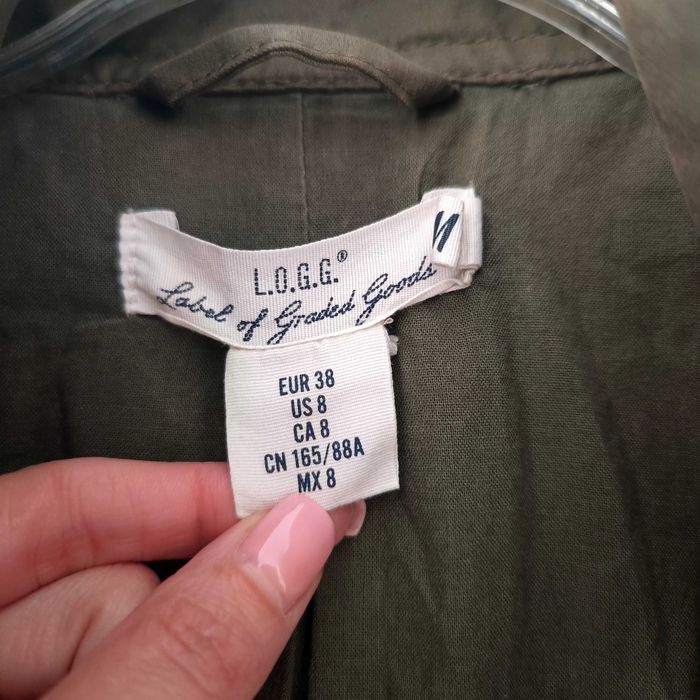 L.O.G.G.®
Label of Graded Goods
EUR 38
US 8
CA 8
CN 165/88A
MX 8